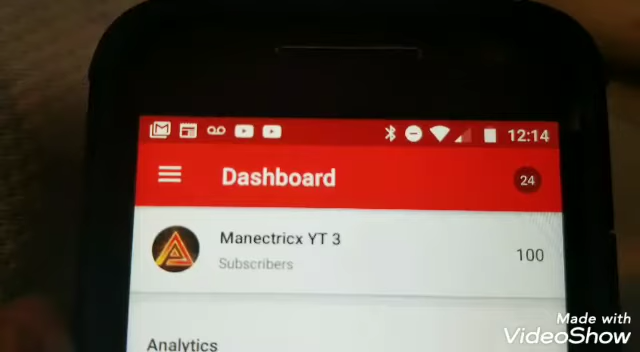 12:14
Dashboard
24
Manectricx YT 3
Subscribers
100
Analytics
Made with
VideoShow